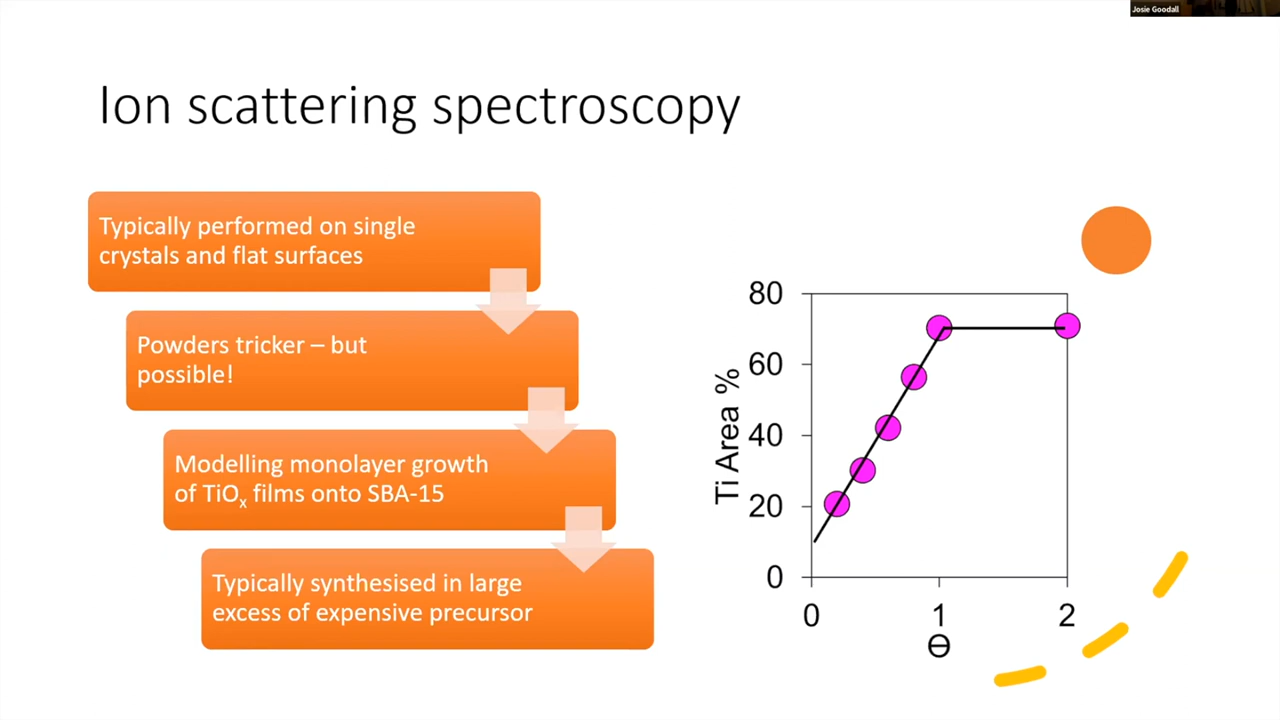 Josie Goodall
Ion scattering spectroscopy
Typically performed on single
crystals and flat surfaces
Powders tricker – but
possible!
Modelling monolayer growth
of TiOₓ films onto SBA-15
Typically synthesised in large
excess of expensive precursor
Ti Area %
80
60
40
20
0
0 1 2
Θ